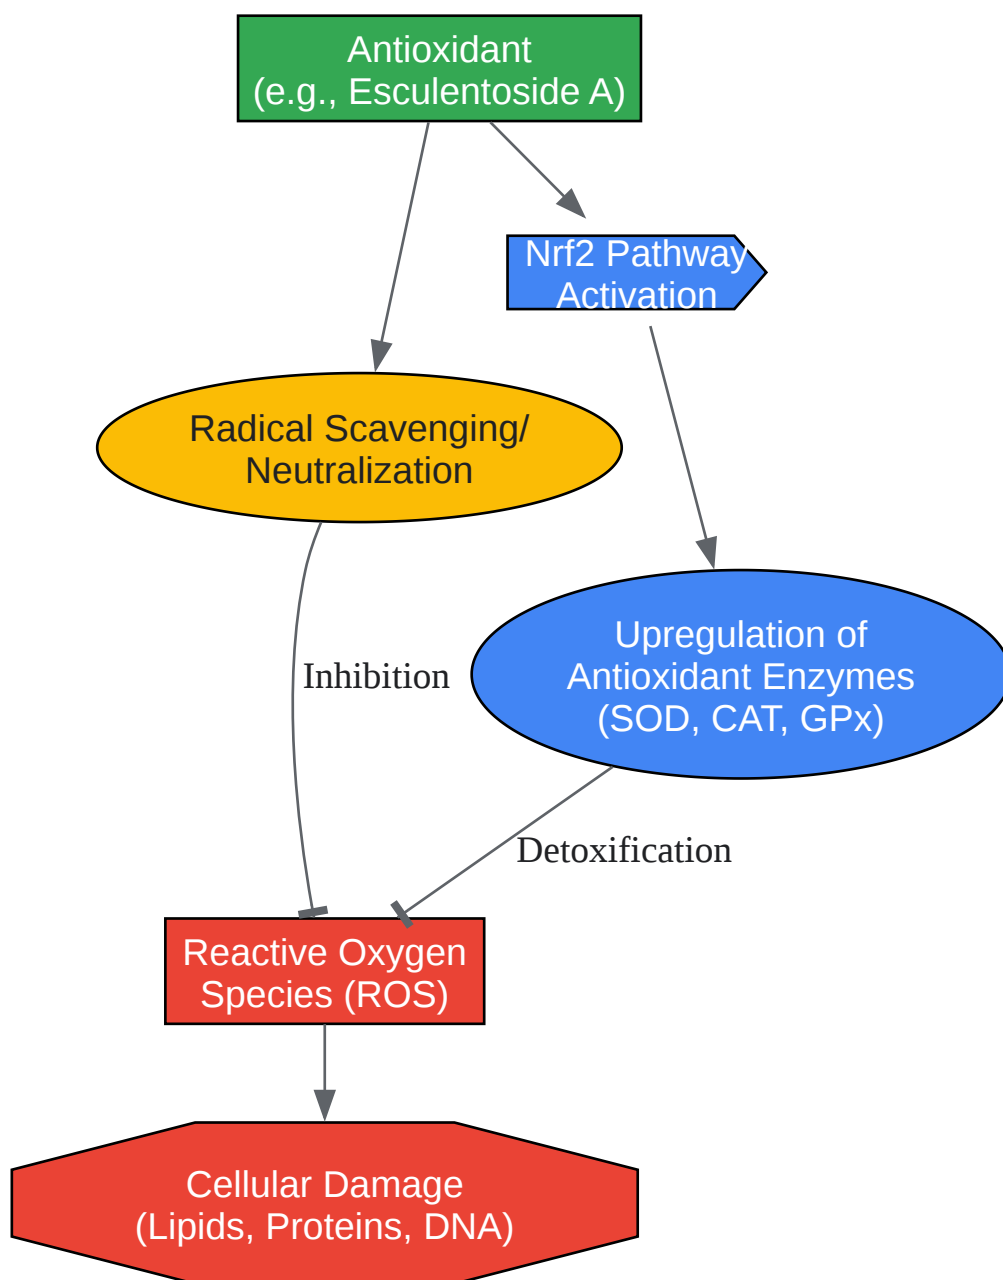 Antioxidant
(e.g., Esculentoside A)
Nrf2 Pathway
Activation
Radical Scavenging/
Neutralization
Upregulation of
Antioxidant Enzymes
(SOD, CAT, GPx)
Inhibition
Detoxification
Reactive Oxygen
Species (ROS)
Cellular Damage
(Lipids, Proteins, DNA)